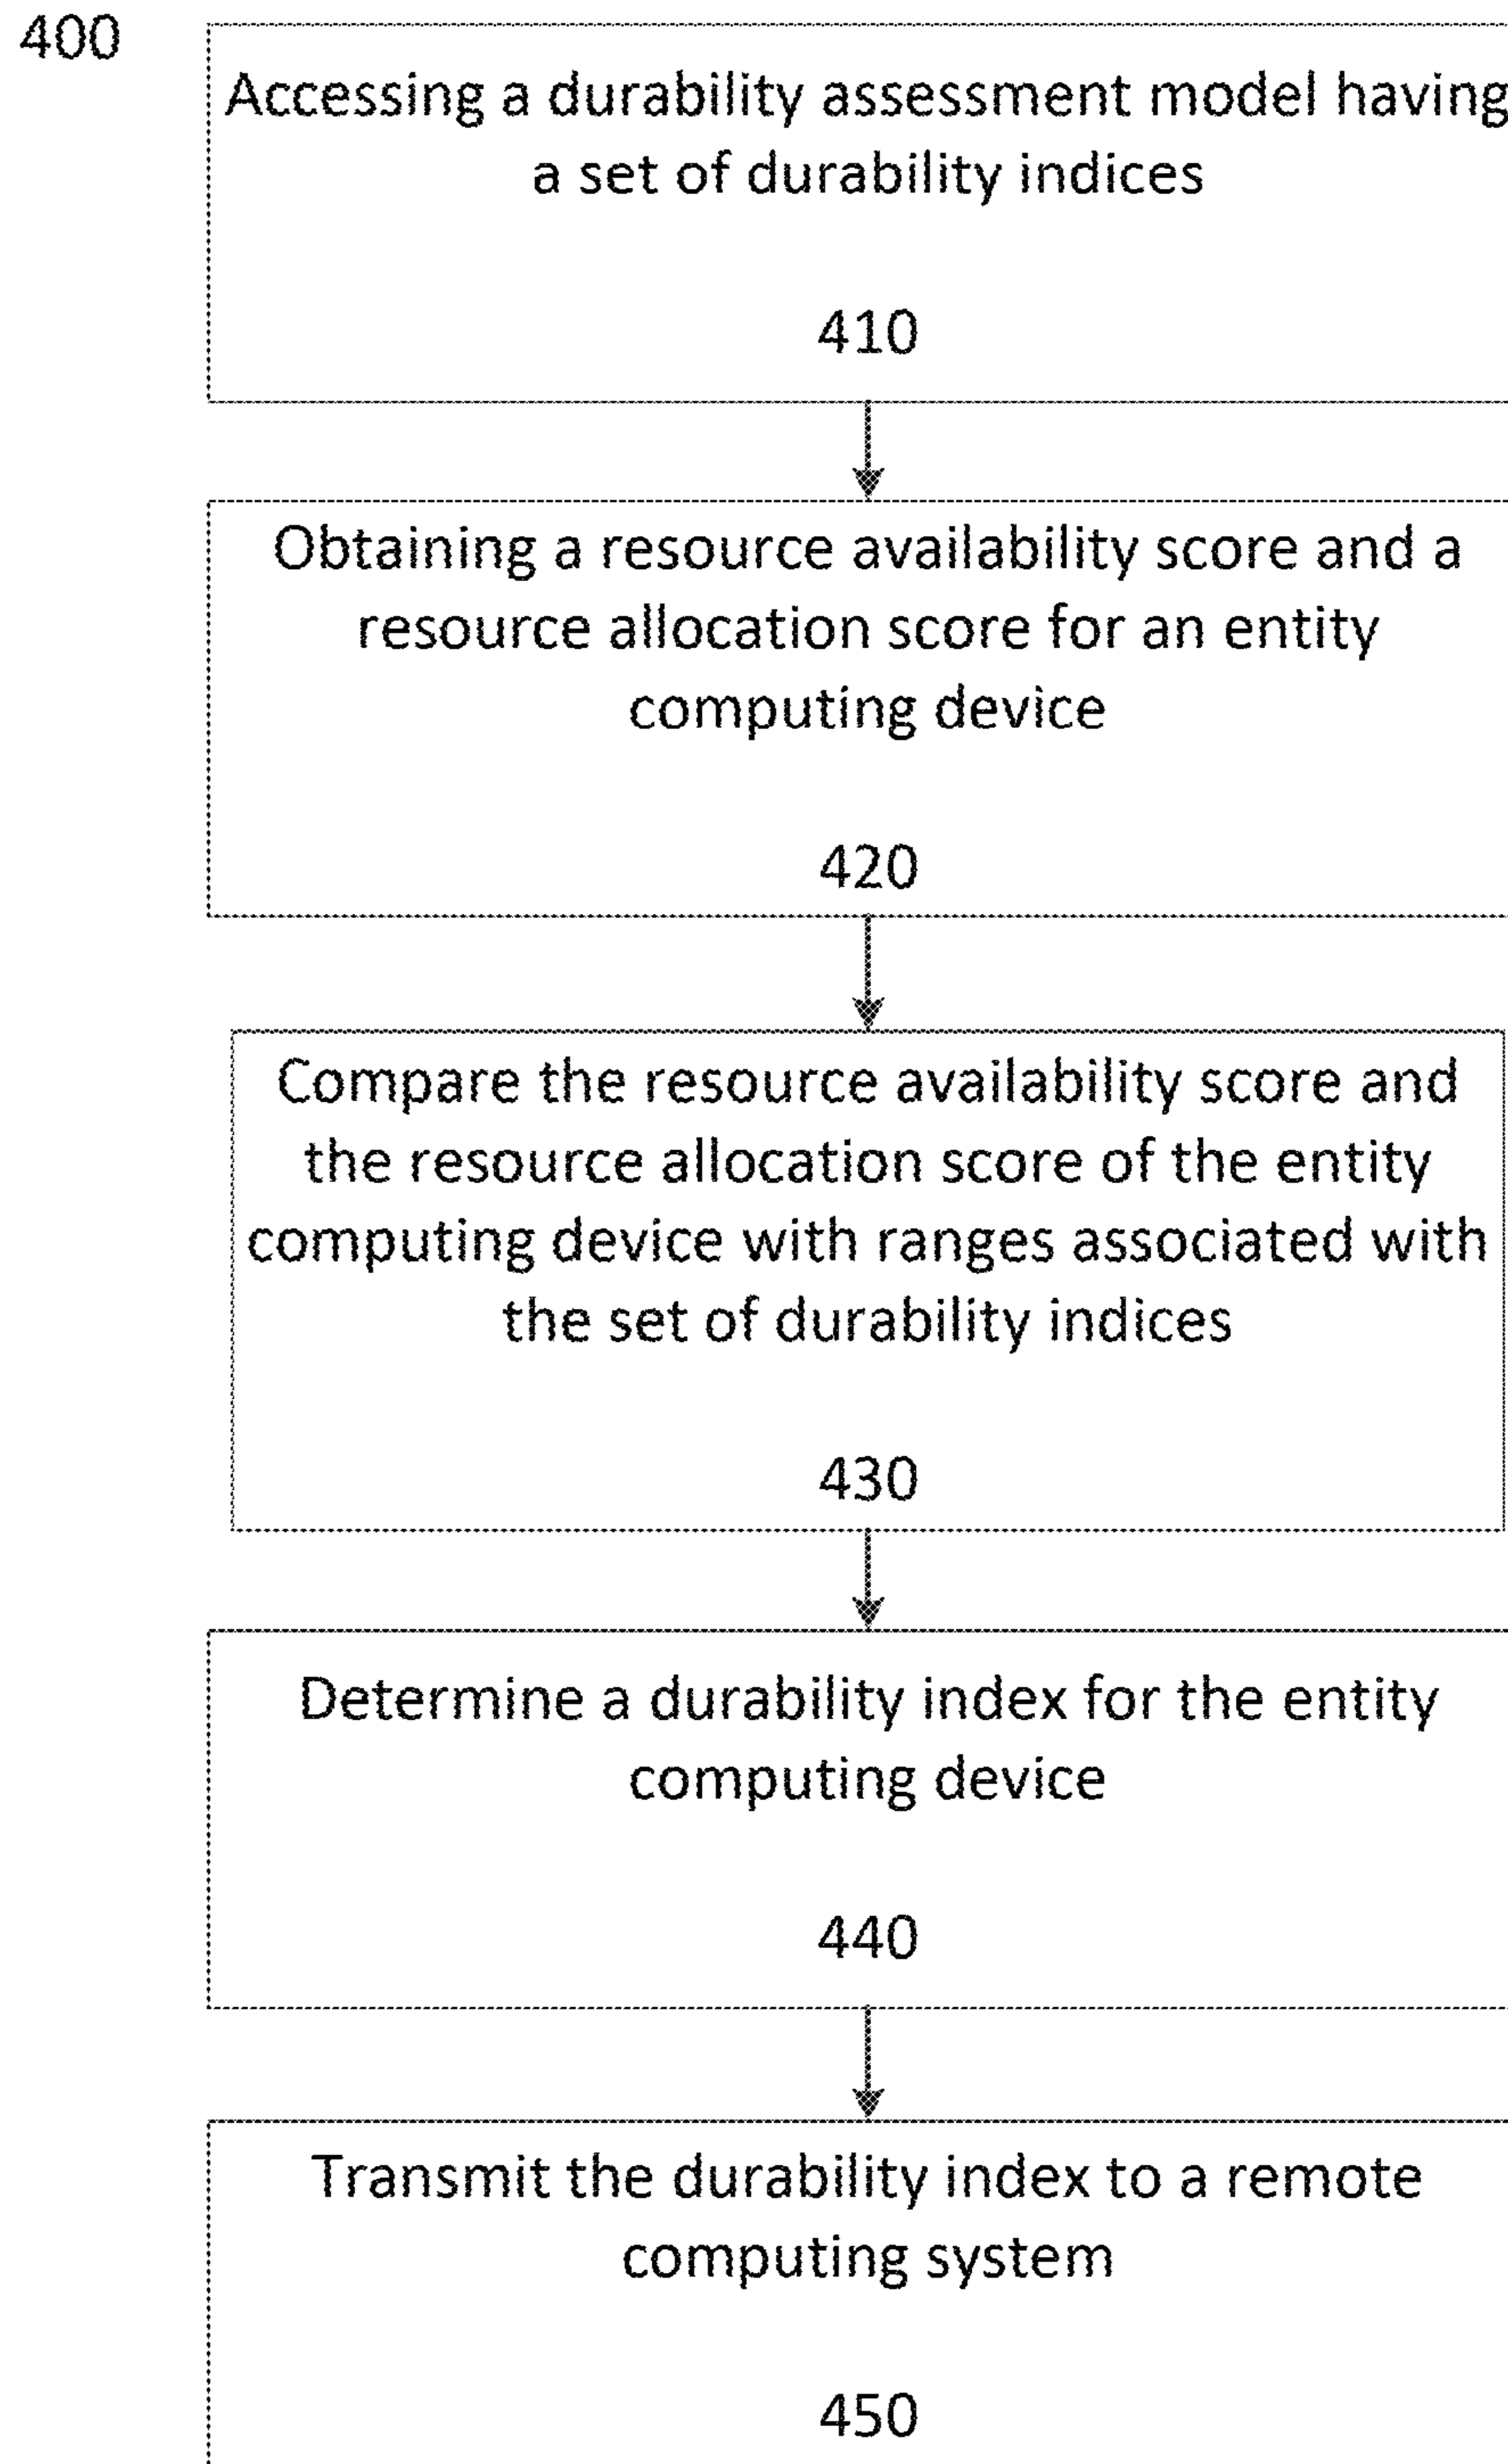 400
Accessing a durability assessment model having
a set of durability indices
410
Obtaining a resource availability score and a
resource allocation score for an entity
computing device
420
Compare the resource availability score and
the resource allocation score of the entity
computing device with ranges associated with
the set of durability indices
430
Determine a durability index for the entity
computing device
440
Transmit the durability index to a remote
computing system
450